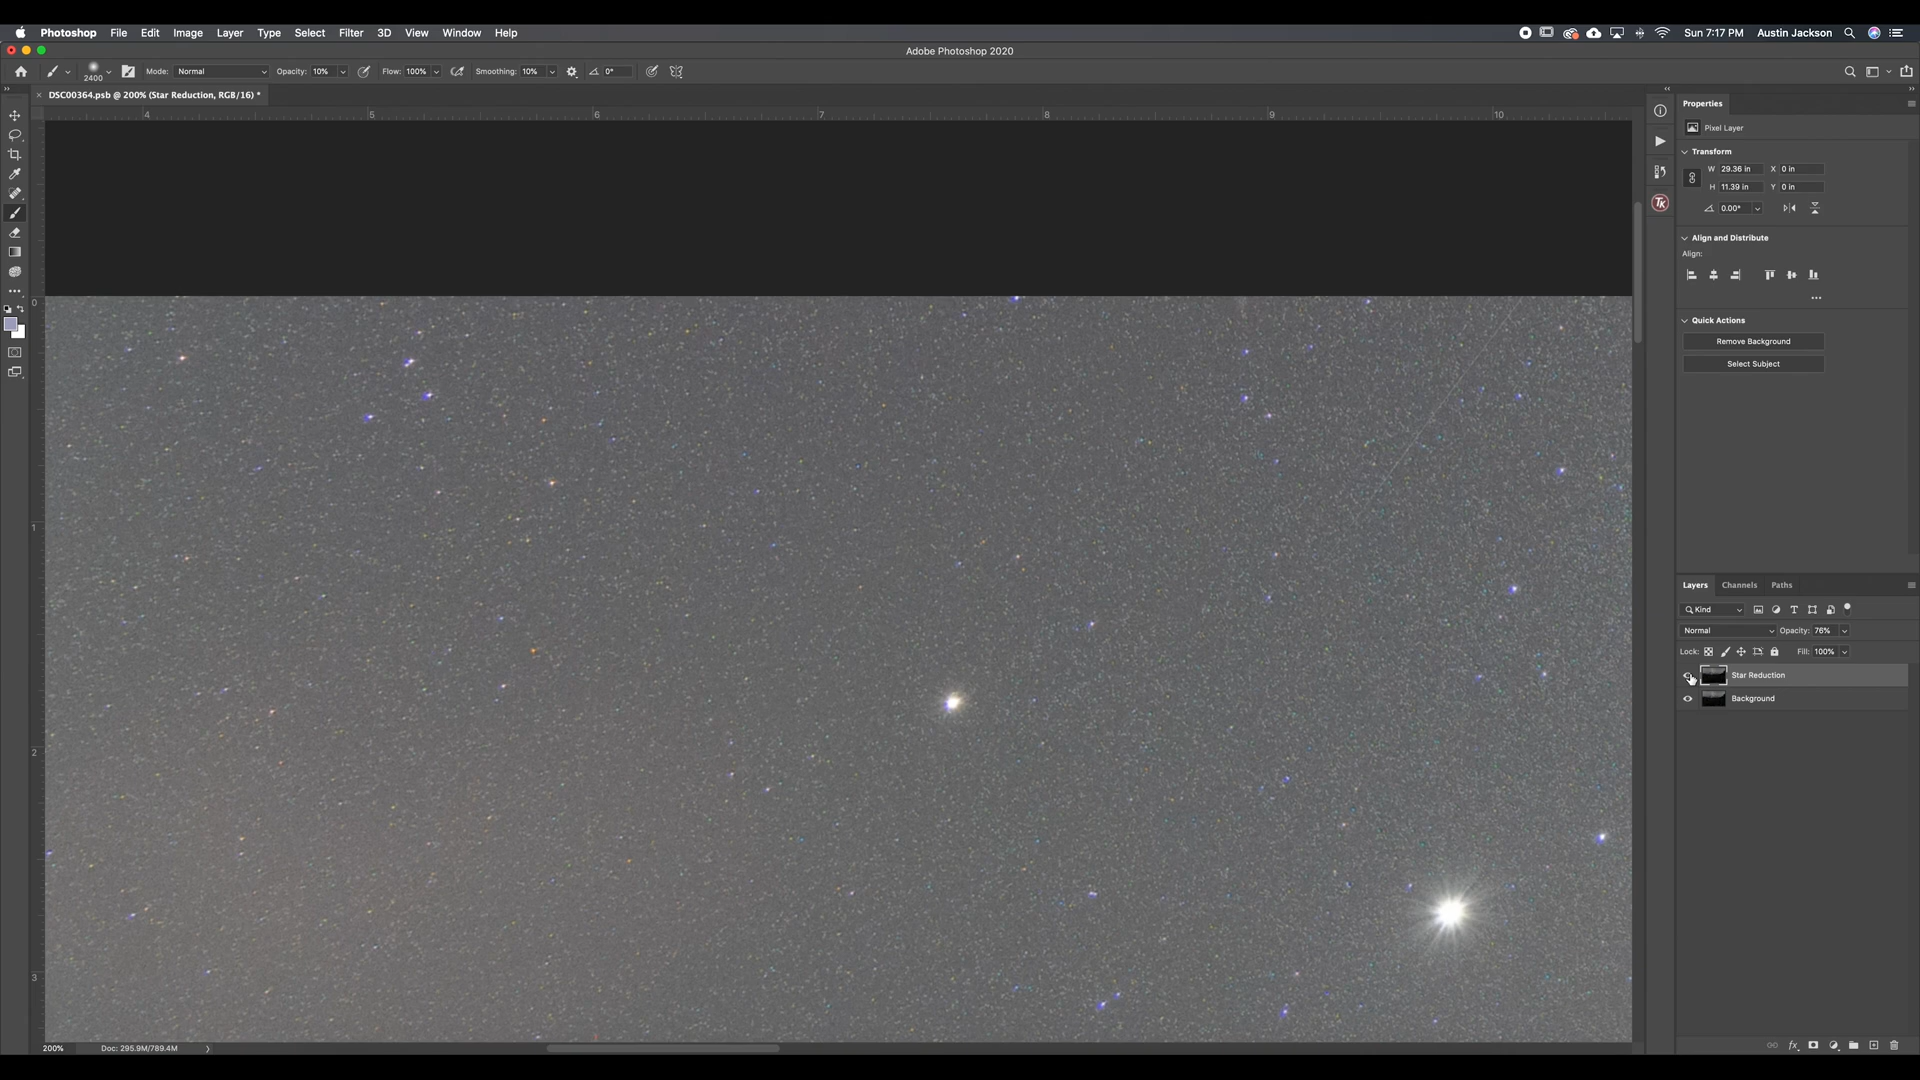 Photoshop File Edit Image Layer Type Select Filter 3D View Window Help Sun 7:17 PM Austin Jackson
Adobe Photoshop 2020
2400 Mode: Normal Opacity: 10% Flow: 100% Smoothing: 10% 0°
× DSC00364.psb @ 200% (Star Reduction, RGB/16) *
4 5 6 7 8 9 10
0
1
2
3
Properties
Pixel Layer
Transform
W 29.36 in X 0 in
H 11.39 in Y 0 in
0.00°
Align and Distribute
Align:
Quick Actions
Remove Background
Select Subject
TK
Layers Channels Paths
Kind
Normal Opacity: 76%
Lock: Fill: 100%
Star Reduction
Background
fx
200% Doc: 295.9M/789.4M